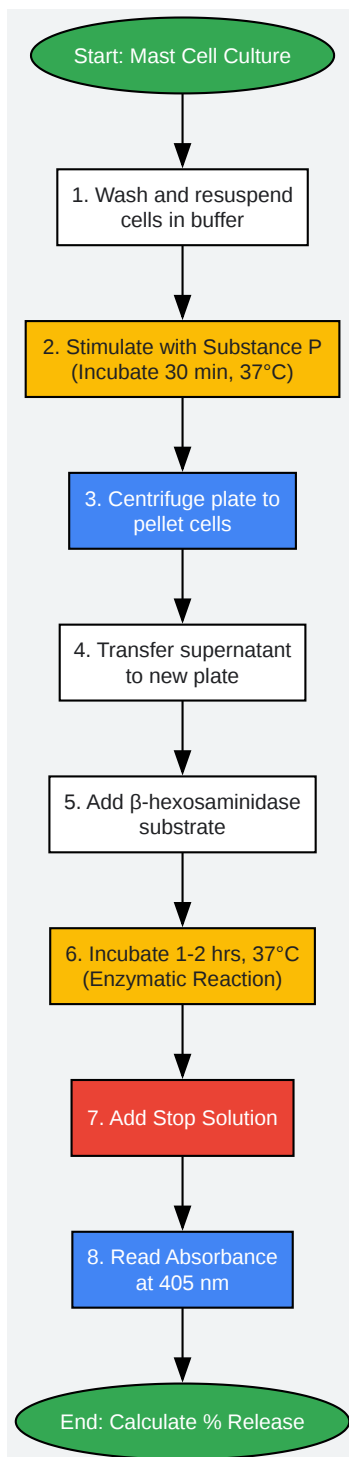 Start: Mast Cell Culture
1. Wash and resuspend
cells in buffer
2. Stimulate with Substance P
(Incubate 30 min, 37°C)
3. Centrifuge plate to
pellet cells
4. Transfer supernatant
to new plate
5. Add β-hexosaminidase
substrate
6. Incubate 1-2 hrs, 37°C
(Enzymatic Reaction)
7. Add Stop Solution
8. Read Absorbance
at 405 nm
End: Calculate % Release